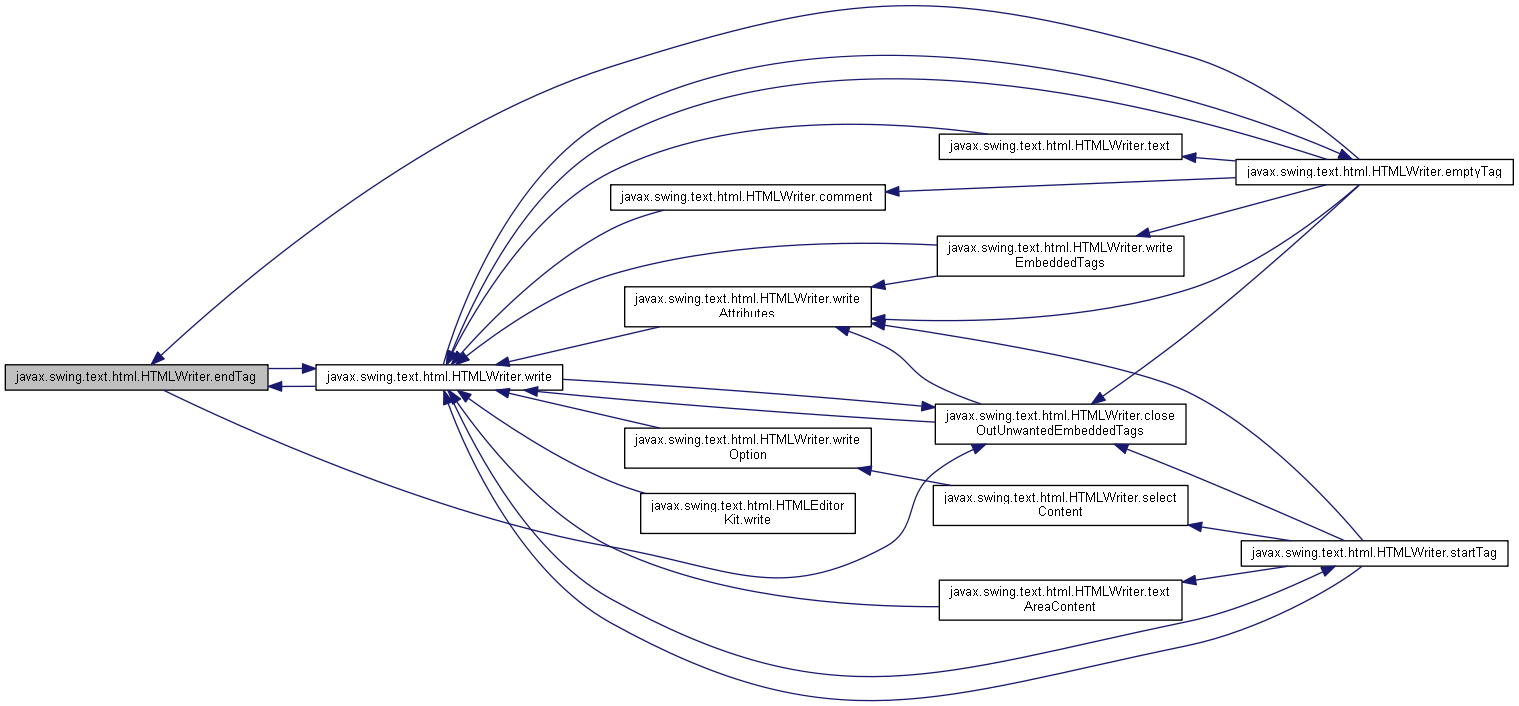 javax.swing.text.html.HTMLWriter.endTag
javax.swing.text.html.HTMLWriter.write
javax.swing.text.html.HTMLWriter.text
javax.swing.text.html.HTMLWriter.emptyTag
javax.swing.text.html.HTMLWriter.comment
javax.swing.text.html.HTMLWriter.write
EmbeddedTags
javax.swing.text.html.HTMLWriter.write
Attributes
javax.swing.text.html.HTMLWriter.close
OutUnwantedEmbeddedTags
javax.swing.text.html.HTMLWriter.write
Option
javax.swing.text.html.HTMLWriter.select
Content
javax.swing.text.html.HTMLEditor
Kit.write
javax.swing.text.html.HTMLWriter.startTag
javax.swing.text.html.HTMLWriter.text
AreaContent